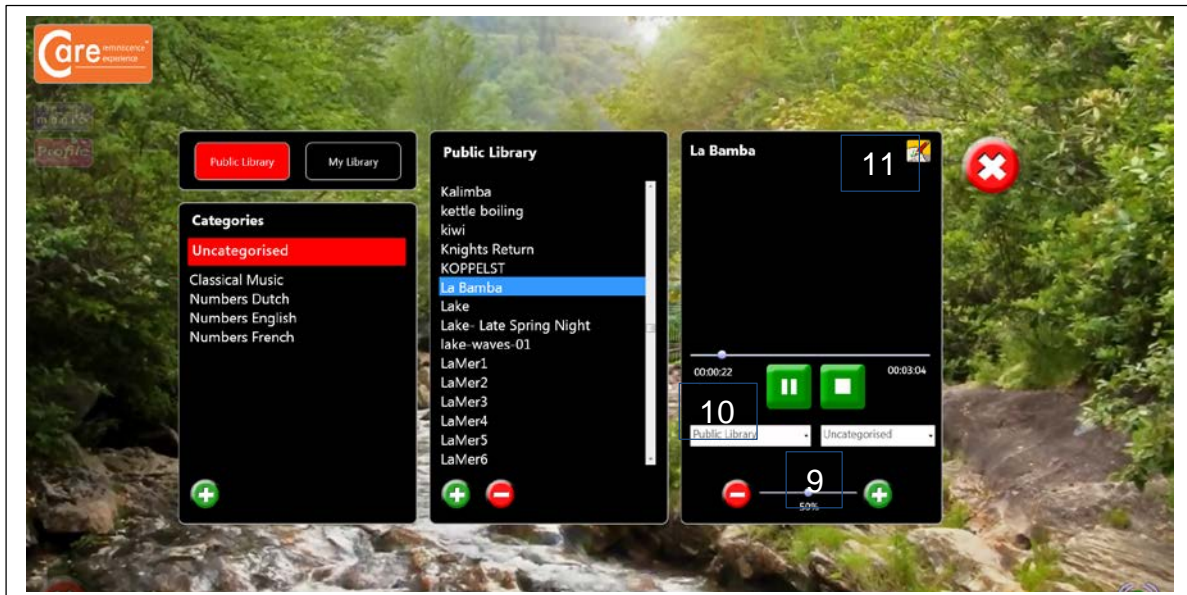 Care reminiscence
experience
Profile
Public Library
My Library
Categories
Uncategorised
Classical Music
Numbers Dutch
Numbers English
Numbers French
Public Library
Kalimba
kettle boiling
kiwi
Knights Return
KOPPELST
La Bamba
Lake
Lake- Late Spring Night
lake-waves-01
LaMer1
LaMer2
LaMer3
LaMer4
LaMer5
LaMer6
La Bamba
11
00:00:22
00:03:04
10
Public Library
Uncategorised
9
50%